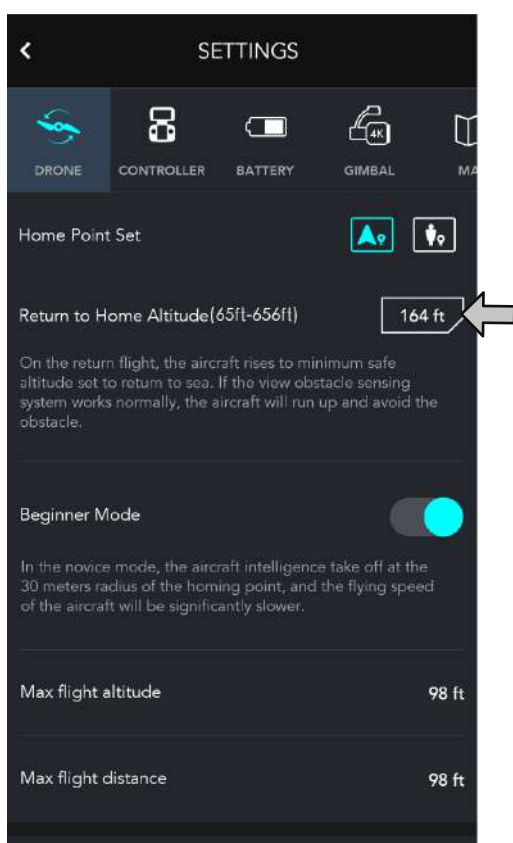 SETTINGS
DRONE CONTROLLER BATTERY GIMBAL MA
4K
Home Point Set
Return to Home Altitude(65ft-656ft) 164 ft
On the return flight, the aircraft rises to minimum safe
altitude set to return to sea. If the view obstacle sensing
system works normally, the aircraft will run up and avoid the
obstacle.
Beginner Mode
In the novice mode, the aircraft intelligence take off at the
30 meters radius of the homing point, and the flying speed
of the aircraft will be significantly slower.
Max flight altitude 98 ft
Max flight distance 98 ft